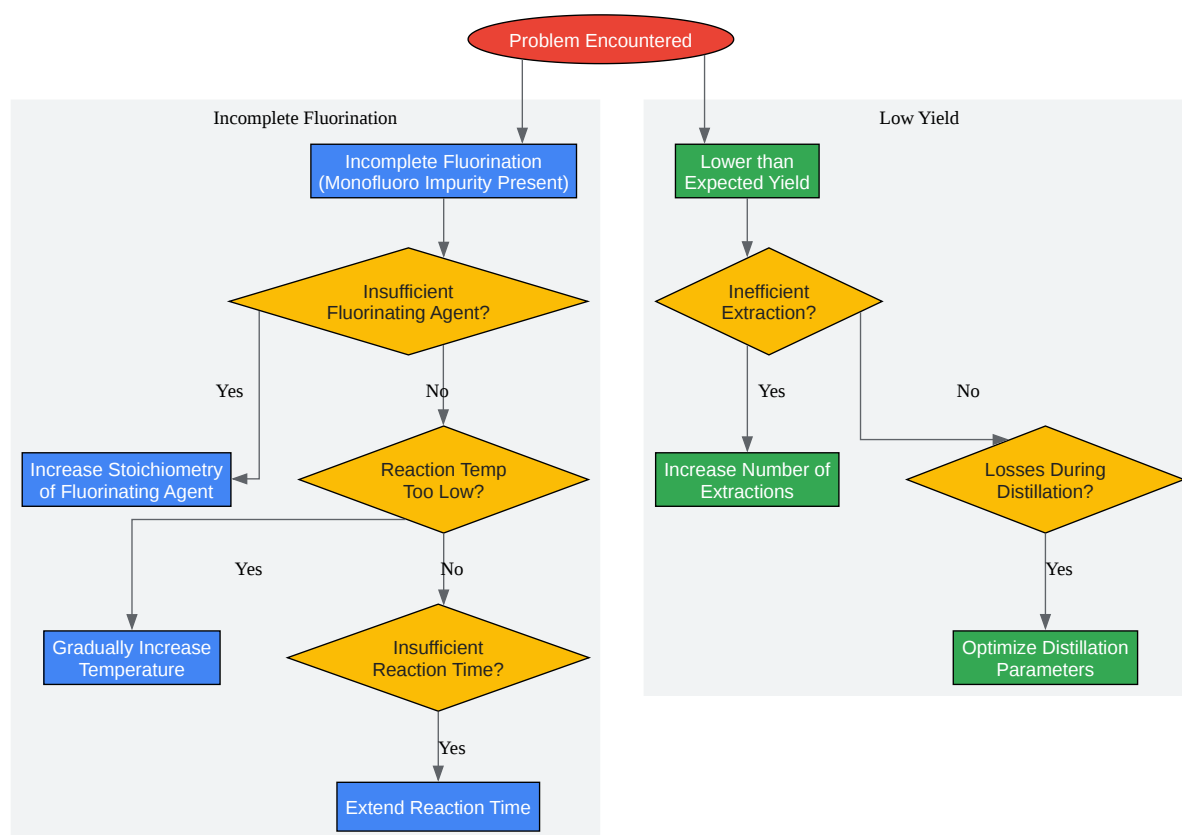 Problem Encountered
Incomplete Fluorination
Incomplete Fluorination
(Monofluoro Impurity Present)
Insufficient
Fluorinating Agent?
Yes
No
Increase Stoichiometry
of Fluorinating Agent
Reaction Temp
Too Low?
Yes
No
Gradually Increase
Temperature
Insufficient
Reaction Time?
Yes
Extend Reaction Time
Low Yield
Lower than
Expected Yield
Inefficient
Extraction?
Yes
No
Increase Number of
Extractions
Losses During
Distillation?
Yes
Optimize Distillation
Parameters